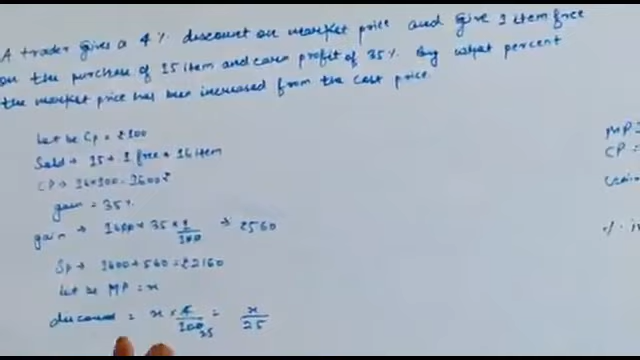 A trader gives a 4% discount on market price and give 1 item free
on the purchase of 15 item and earn profit of 35%. By what percent
the market price has been increased from the cost price.
Let be CP = ₹100
Sold → 15 + 1 free → 16 item
CP → 16×100 = 1600₹
gain = 35%
gain → 1600 × 35 × 1/100 → ₹560
SP → 1600 + 560 = ₹2160
Let be MP = x
discount = x × 4/100 25 = x/25
MP
CP =